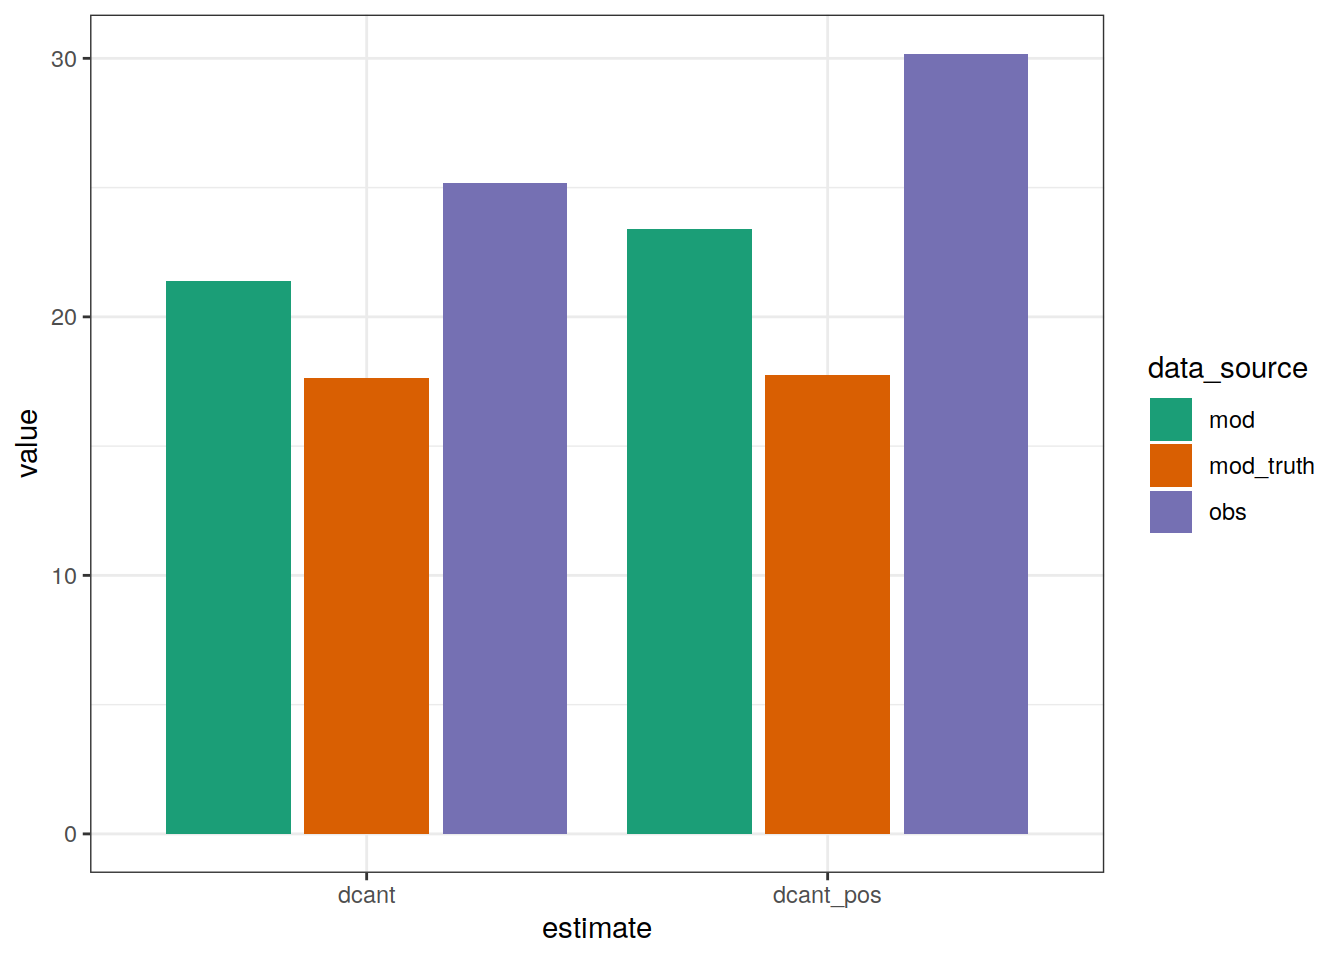 30
20
10
0
value
dcant
dcant_pos
estimate
data_source
mod
mod_truth
obs